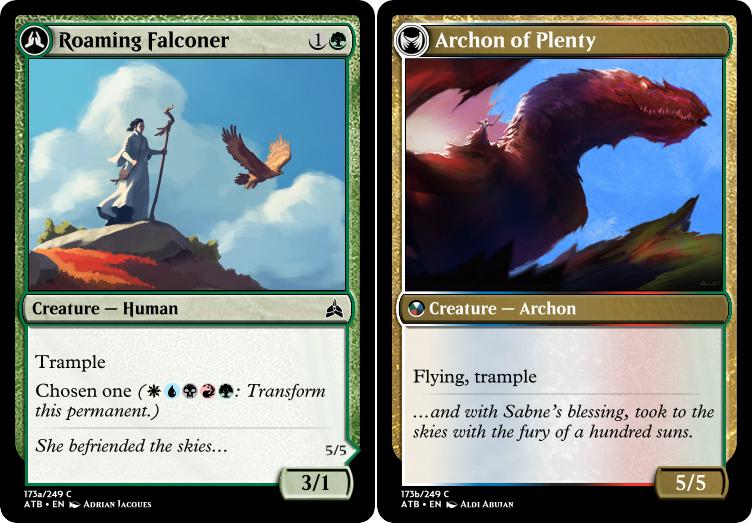 Roaming Falconer
1
Creature — Human
Trample
Chosen one (: Transform
this permanent.)
She befriended the skies…
5/5
3/1
173a/249 C
ATB • EN Adrian Jacques
Archon of Plenty
Aldi
Creature — Archon
Flying, trample
…and with Sabne's blessing, took to the
skies with the fury of a hundred suns.
5/5
173b/249 C
ATB • EN Aldi Abuian